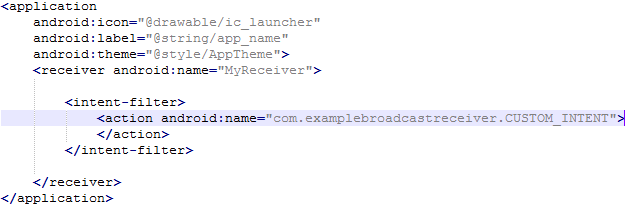 <application
android:icon="@drawable/ic_launcher"
android:label="@string/app_name"
android:theme="@style/AppTheme">
<receiver android:name="MyReceiver">
<intent-filter>
<action android:name="com.examplebroadcastreceiver.CUSTOM_INTENT">
</action>
</intent-filter>
</receiver>
</application>